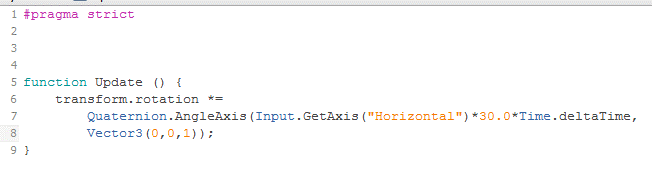 1 #pragma strict
2
3
4
5 function Update () {
6     transform.rotation *=
7         Quaternion.AngleAxis(Input.GetAxis("Horizontal")*30.0*Time.deltaTime,
8         Vector3(0,0,1));
9 }